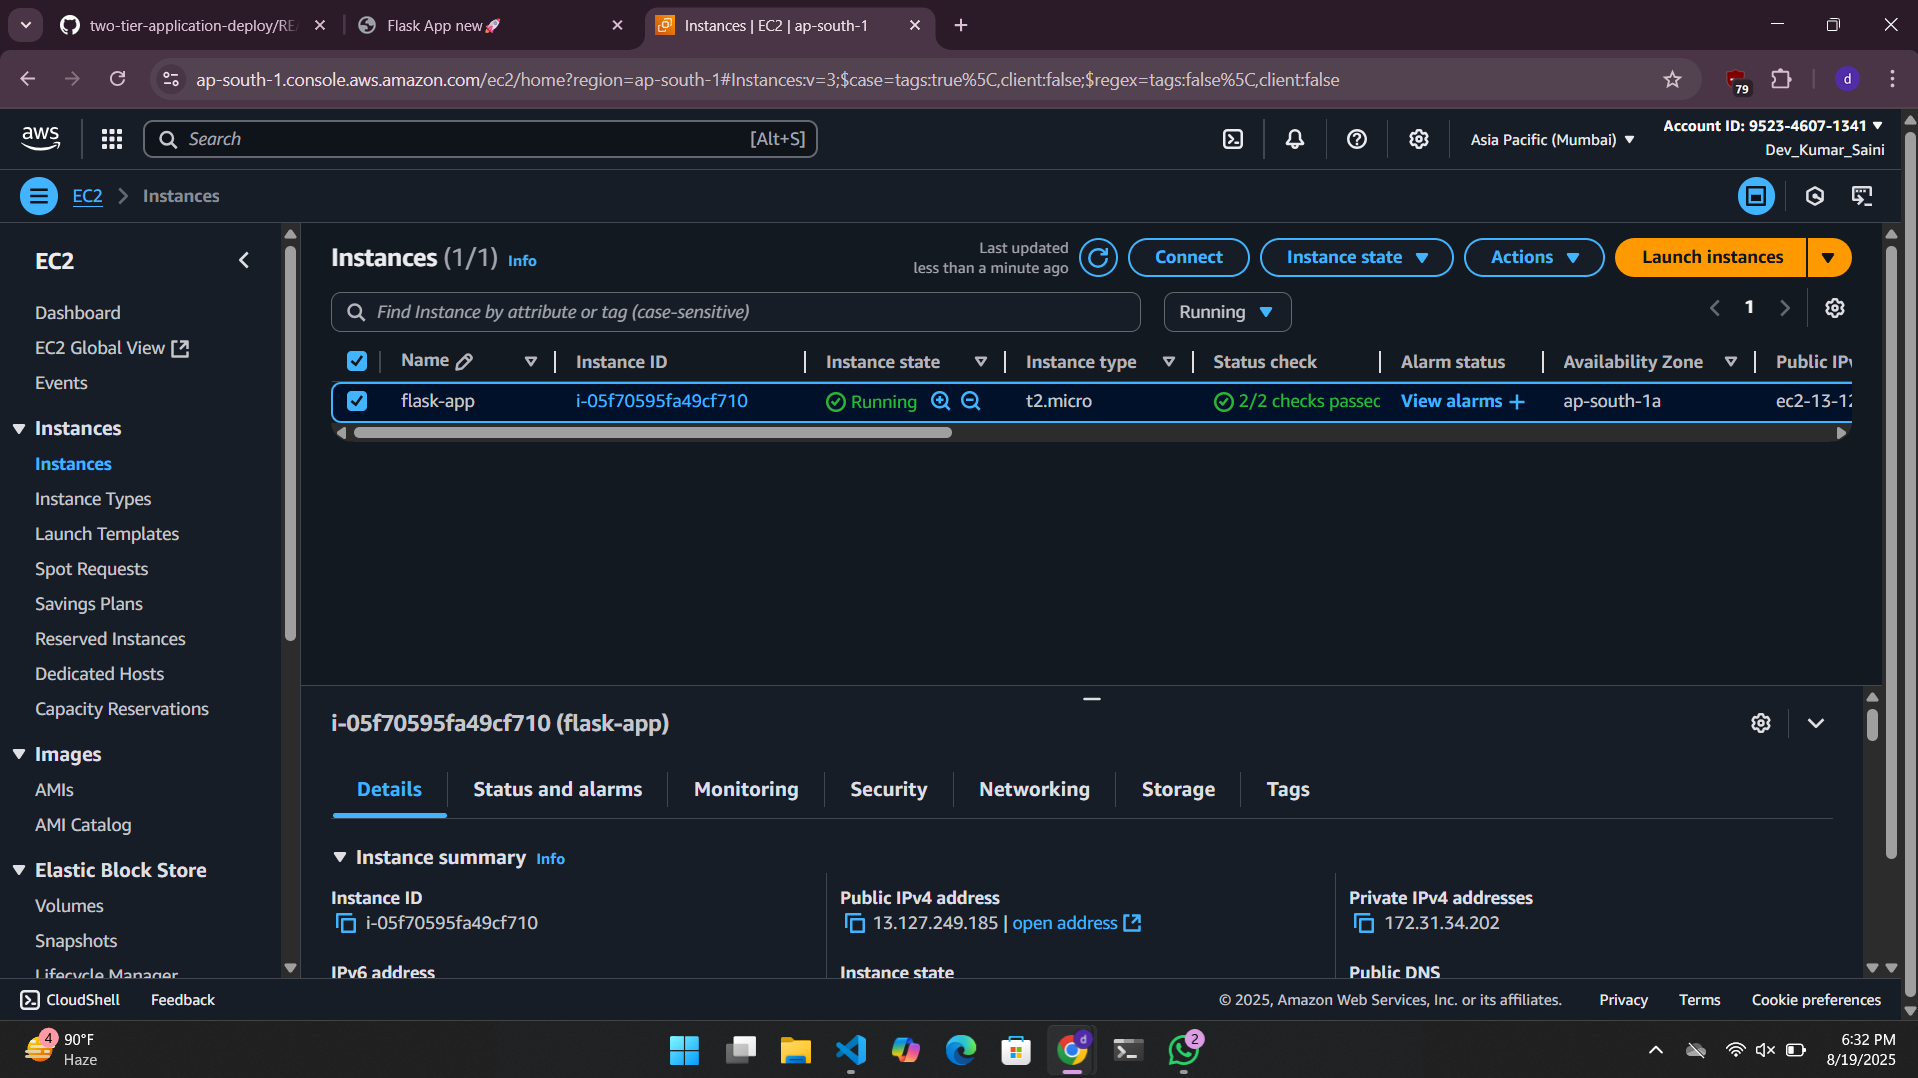 two-tier-application-deploy/RE
Flask App new🚀
Instances | EC2 | ap-south-1
ap-south-1.console.aws.amazon.com/ec2/home?region=ap-south-1#Instances:v=3;$case=tags:true%5C,client:false;$regex=tags:false%5C,client:false
79
d
aws
Search [Alt+S]
Asia Pacific (Mumbai)
Account ID: 9523-4607-1341
Dev_Kumar_Saini
EC2 > Instances
EC2
Dashboard
EC2 Global View
Events
Instances
Instances
Instance Types
Launch Templates
Spot Requests
Savings Plans
Reserved Instances
Dedicated Hosts
Capacity Reservations
Images
AMIs
AMI Catalog
Elastic Block Store
Volumes
Snapshots
Lifecycle Manager
Instances (1/1) Info
Last updated
less than a minute ago
Connect
Instance state
Actions
Launch instances
Find Instance by attribute or tag (case-sensitive)
Running
1
Name Instance ID Instance state Instance type Status check Alarm status Availability Zone Public IPv
flask-app i-05f70595fa49cf710 Running t2.micro 2/2 checks passed View alarms + ap-south-1a ec2-13-12
i-05f70595fa49cf710 (flask-app)
Details
Status and alarms
Monitoring
Security
Networking
Storage
Tags
Instance summary Info
Instance ID
i-05f70595fa49cf710
Public IPv4 address
13.127.249.185 | open address
Private IPv4 addresses
172.31.34.202
IPv6 address
Instance state
Public DNS
CloudShell
Feedback
© 2025, Amazon Web Services, Inc. or its affiliates.
Privacy
Terms
Cookie preferences
4
90°F
Haze
d
2
6:32 PM
8/19/2025